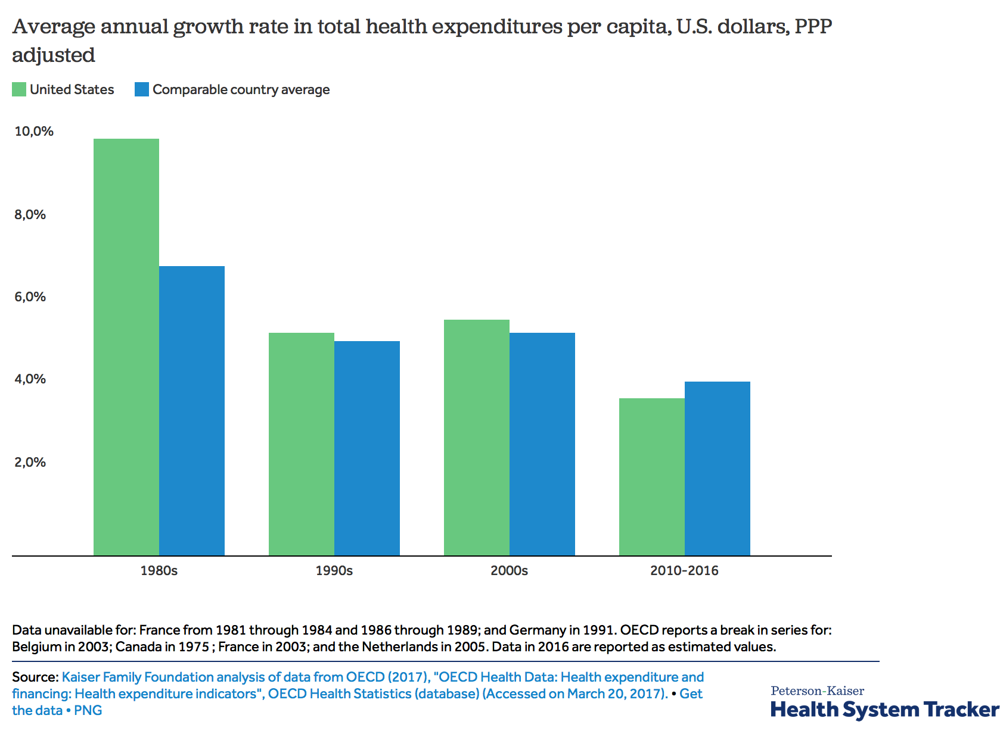 Average annual growth rate in total health expenditures per capita, U.S. dollars, PPP
adjusted
United States
Comparable country average
10,0%
8,0%
6,0%
4,0%
2,0%
1980s
1990s
2000s
2010-2016
Data unavailable for: France from 1981 through 1984 and 1986 through 1989; and Germany in 1991. OECD reports a break in series for:
Belgium in 2003; Canada in 1975 ; France in 2003; and the Netherlands in 2005. Data in 2016 are reported as estimated values.
Source: Kaiser Family Foundation analysis of data from OECD (2017), "OECD Health Data: Health expenditure and
financing: Health expenditure indicators", OECD Health Statistics (database) (Accessed on March 20, 2017). • Get
the data • PNG
Peterson-Kaiser
Health System Tracker